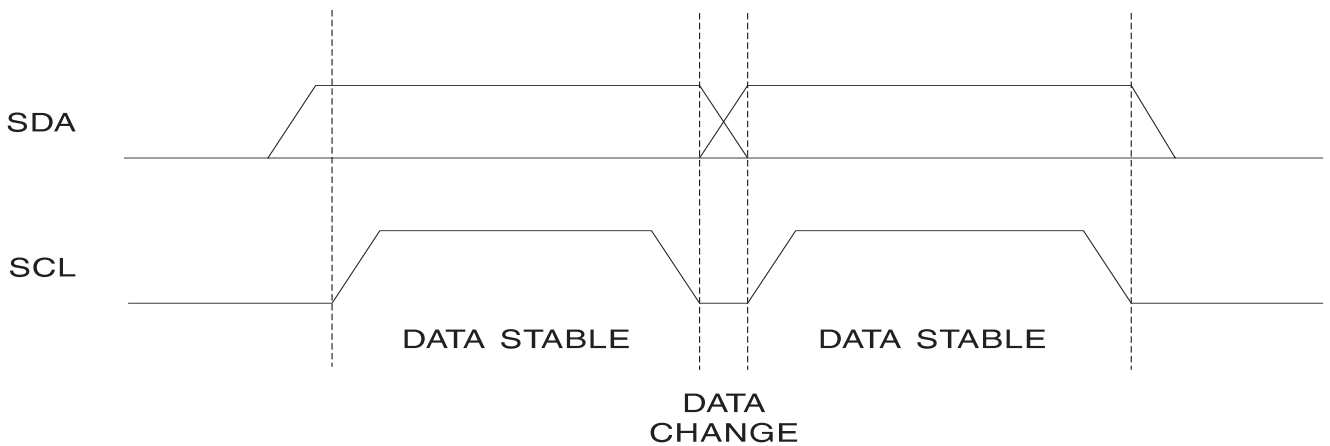 SDA
SCL
DATA STABLE
DATA STABLE
DATA
CHANGE